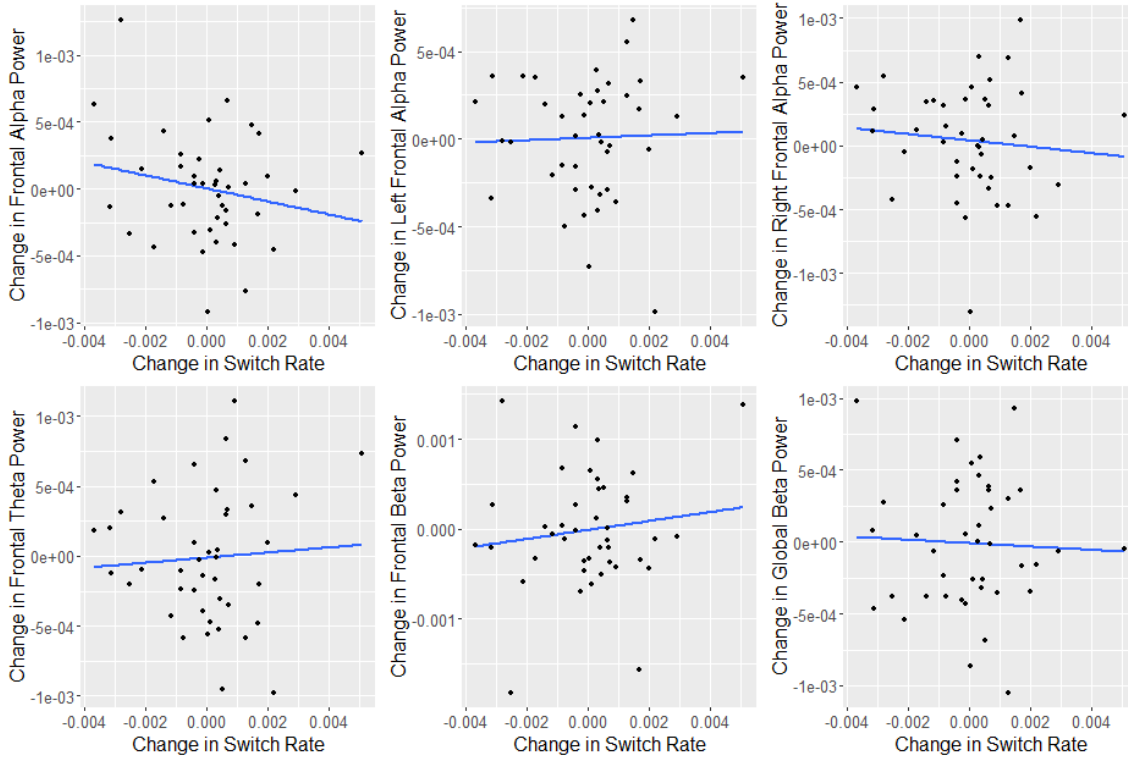 Change in Frontal Alpha Power
1e-03
5e-04
0e+00
-5e-04
-1e-03
-0.004 -0.002 0.000 0.002 0.004
Change in Switch Rate
Change in Left Frontal Alpha Power
5e-04
0e+00
-5e-04
-1e-03
-0.004 -0.002 0.000 0.002 0.004
Change in Switch Rate
Change in Right Frontal Alpha Power
1e-03
5e-04
0e+00
-5e-04
-1e-03
-0.004 -0.002 0.000 0.002 0.004
Change in Switch Rate
Change in Frontal Theta Power
1e-03
5e-04
0e+00
-5e-04
-1e-03
-0.004 -0.002 0.000 0.002 0.004
Change in Switch Rate
Change in Frontal Beta Power
0.001
0.000
-0.001
-0.004 -0.002 0.000 0.002 0.004
Change in Switch Rate
Change in Global Beta Power
1e-03
5e-04
0e+00
-5e-04
-1e-03
-0.004 -0.002 0.000 0.002 0.004
Change in Switch Rate